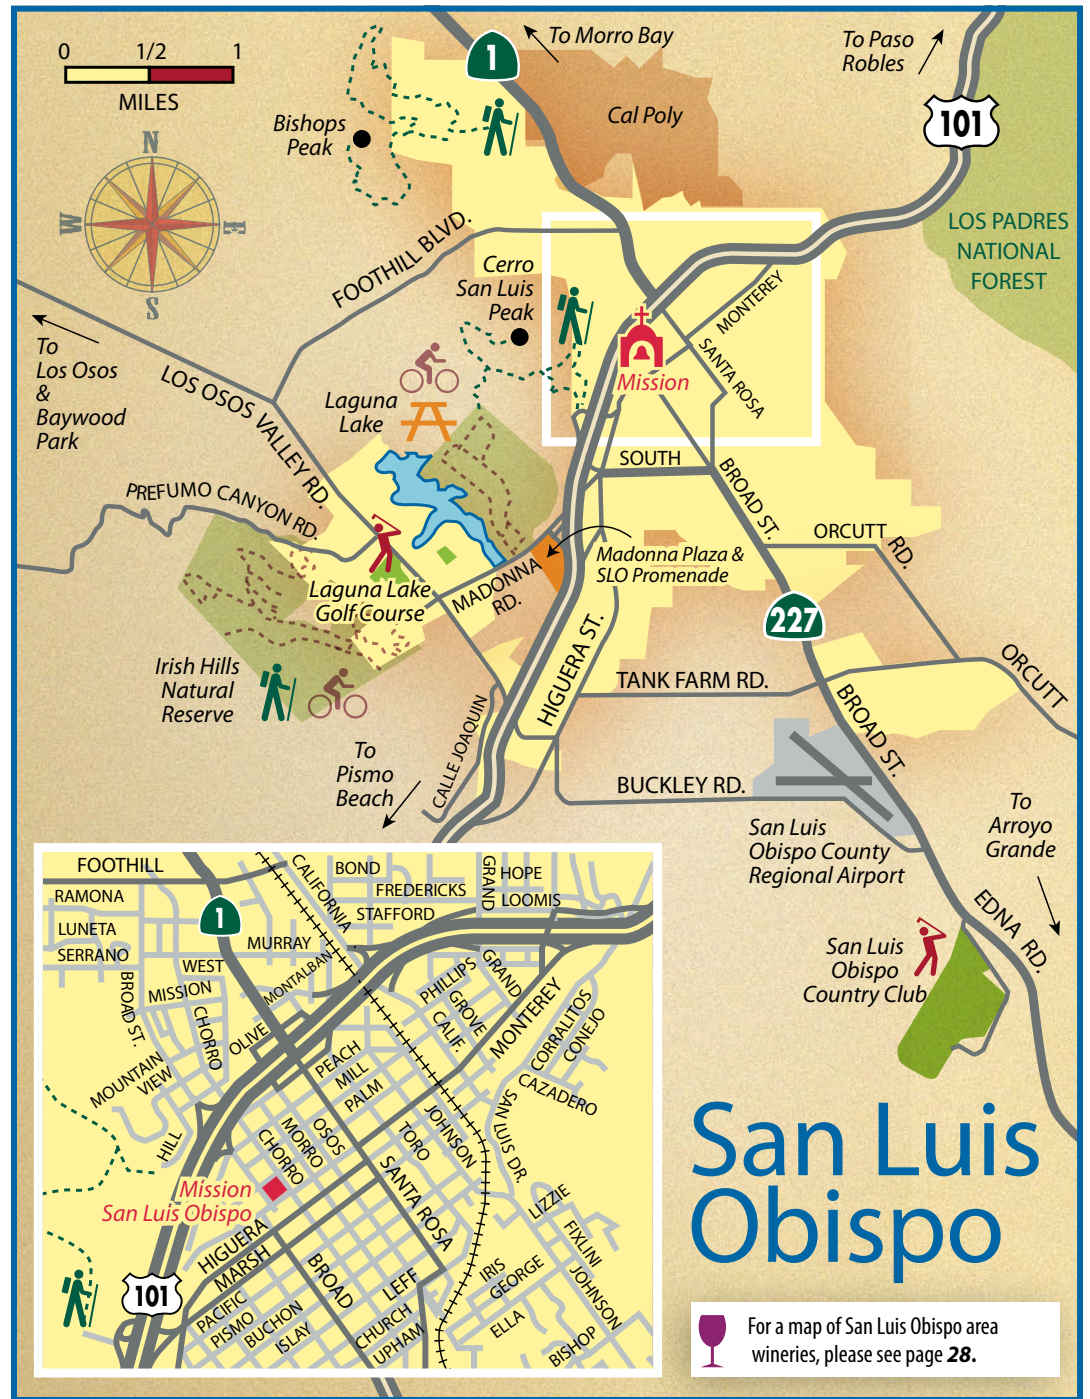 0 1/2 1
MILES
N
W
E
S
1
To Morro Bay
To Paso
Robles
101
Cal Poly
Bishops
Peak
LOS PADRES
NATIONAL
FOREST
FOOTHILL BLVD.
Cerro
San Luis
Peak
MONTEREY
SANTA ROSA
Mission
To
Los Osos
&
Baywood
Park
LOS OSOS VALLEY RD.
Laguna
Lake
SOUTH
BROAD ST.
PREFUMO CANYON RD.
ORCUTT RD.
Madonna Plaza &
SLO Promenade
MADONNA
RD.
Laguna Lake
Golf Course
227
HIGUERA ST.
Irish Hills
Natural
Reserve
TANK FARM RD.
ORCUTT
BROAD ST.
CALLE JOAQUIN
To
Pismo
Beach
BUCKLEY RD.
San Luis
Obispo County
Regional Airport
To
Arroyo
Grande
EDNA RD.
San Luis
Obispo
Country Club
FOOTHILL
RAMONA
LUNETA
SERRANO
1
CALIFORNIA
BOND
FREDERICKS
STAFFORD
GRAND
HOPE
LOOMIS
MURRAY
WEST
MONTALBAN
BROAD ST.
MISSION
CHORRO
OLIVE
PHILLIPS
GRAND
GROVE
CALIF.
MONTEREY
CORRALITOS
CONEJO
CAZADERO
MOUNTAIN
VIEW
PEACH
MILL
PALM
HILL
CHORRO
MORRO
OSOS
TORO
JOHNSON
SAN LUIS DR.
SANTA ROSA
Mission
San Luis Obispo
HIGUERA
MARSH
BROAD
LIZZIE
FIXLINI
JOHNSON
101
PACIFIC
PISMO
BUCHON
ISLAY
LEFF
CHURCH
UPHAM
IRIS
GEORGE
ELLA
BISHOP
San Luis
Obispo
For a map of San Luis Obispo area
wineries, please see page 28.